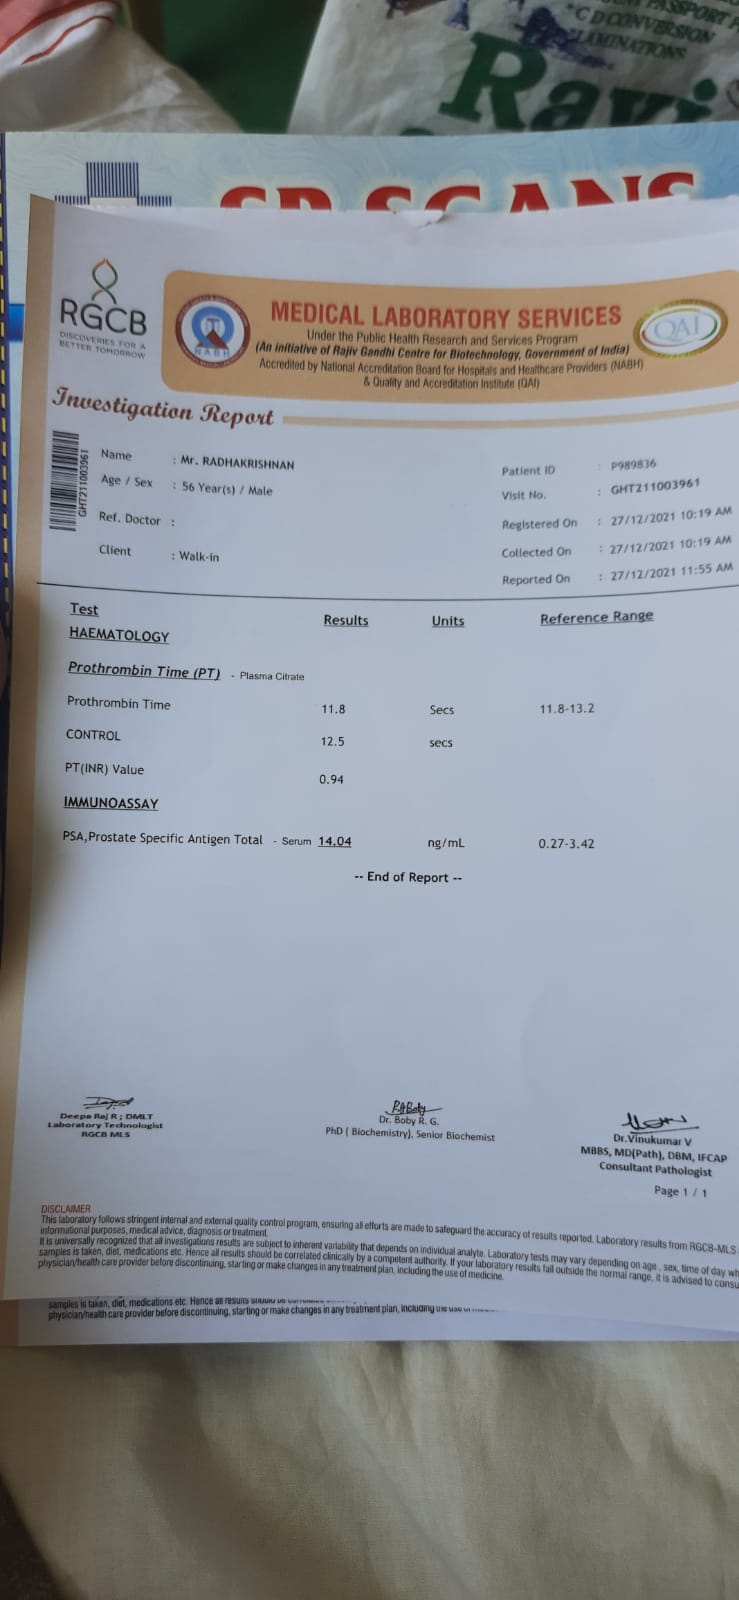 PASSPORT
*CD CONVERSION
*LAMINATIONS
Ravi
SCANS
RGCB
DISCOVERIES FOR A
BETTER TOMORROW
NABH
MEDICAL LABORATORY SERVICES
Under the Public Health Research and Services Program
(An initiative of Rajiv Gandhi Centre for Biotechnology, Government of India)
Accredited by National Accreditation Board for Hospitals and Healthcare Providers (NABH)
& Quality and Accreditation Institute (QAI)
QAI
Investigation Report
GHT211003961
Name : Mr. RADHAKRISHNAN
Age / Sex : 56 Year(s) / Male
Ref. Doctor :
Client : Walk-in
Patient ID : P989836
Visit No. : GHT211003961
Registered On : 27/12/2021 10:19 AM
Collected On : 27/12/2021 10:19 AM
Reported On : 27/12/2021 11:55 AM
Test Results Units Reference Range
HAEMATOLOGY
Prothrombin Time (PT) - Plasma Citrate
Prothrombin Time 11.8 Secs 11.8-13.2
CONTROL 12.5 secs
PT(INR) Value 0.94
IMMUNOASSAY
PSA,Prostate Specific Antigen Total - Serum 14.04 ng/mL 0.27-3.42
-- End of Report --
Deepa Raj R ; DMLT
Laboratory Technologist
RGCB MLS
Dr. Boby R. G.
PhD ( Biochemistry), Senior Biochemist
Dr.Vinukumar V
MBBS, MD(Path), DBM, IFCAP
Consultant Pathologist
Page 1 / 1
DISCLAIMER
This laboratory follows stringent internal and external quality control program, ensuring all efforts are made to safeguard the accuracy of results reported. Laboratory results from RGCB-MLS
informational purposes, medical advice, diagnosis or treatment.
It is universally recognized that all investigations results are subject to inherent variability that depends on individual analyte. Laboratory tests may vary depending on age , sex, time of day
samples is taken, diet, medications etc. Hence all results should be correlated clinically by a competent authority. If your laboratory results fall outside the normal range, it is advised to
physician/health care provider before discontinuing, starting or make changes in any treatment plan, including the use of medicine.
samples is taken, diet, medications etc. Hence all results should be
physician/health care provider before discontinuing, starting or make changes in any treatment plan, including the use of